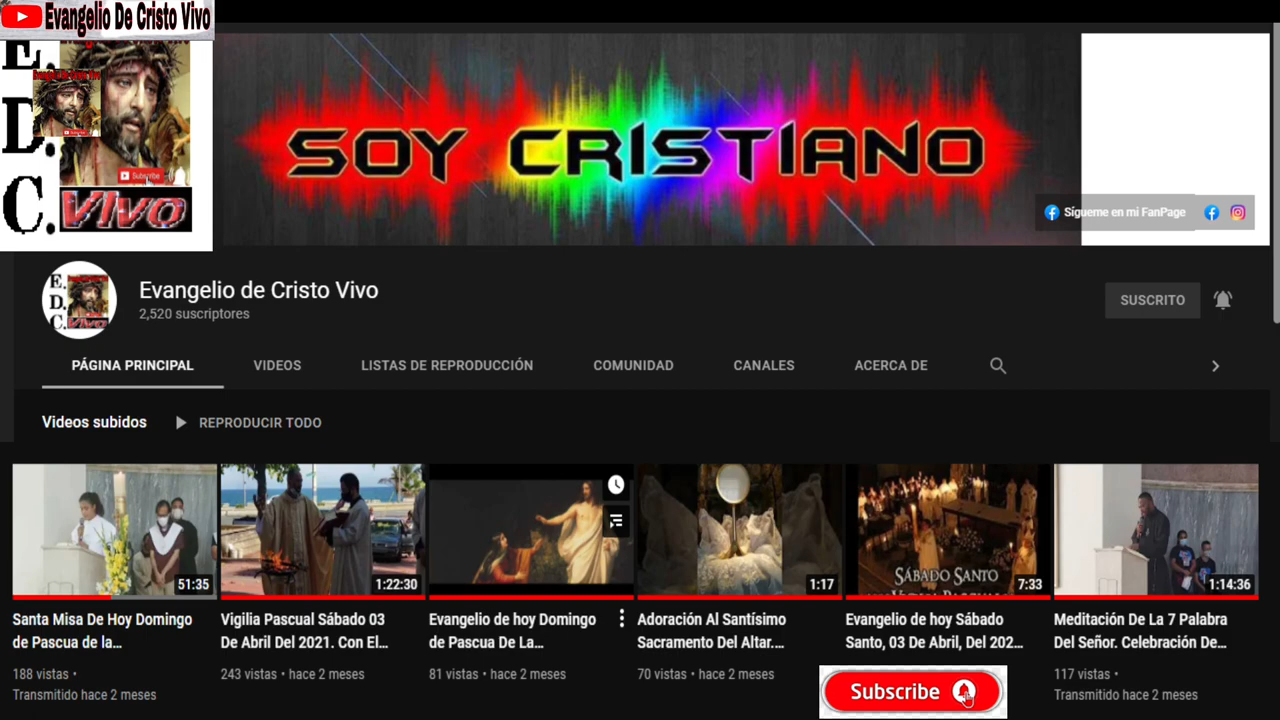 Evangelio De Cristo Vivo
E.
D.
C.
Subscribe
Vivo
SOY CRISTIANO
Sígueme en mi FanPage
E.
D.
C.
Vivo
Evangelio de Cristo Vivo
2,520 suscriptores
SUSCRITO
PÁGINA PRINCIPAL VIDEOS LISTAS DE REPRODUCCIÓN COMUNIDAD CANALES ACERCA DE
Videos subidos REPRODUCIR TODO
SÁBADO SANTO
51:35 1:22:30 1:17 7:33 1:14:36
Santa Misa De Hoy Domingo
de Pascua de la...
188 vistas •
Transmitido hace 2 meses
Vigilia Pascual Sábado 03
De Abril Del 2021. Con El...
243 vistas • hace 2 meses
Evangelio de hoy Domingo
de Pascua De La...
81 vistas • hace 2 meses
Adoración Al Santísimo
Sacramento Del Altar....
70 vistas • hace 2 meses
Evangelio de hoy Sábado
Santo, 03 De Abril, Del 202...
Meditación De La 7 Palabra
Del Señor. Celebración De...
117 vistas •
Transmitido hace 2 meses
Subscribe